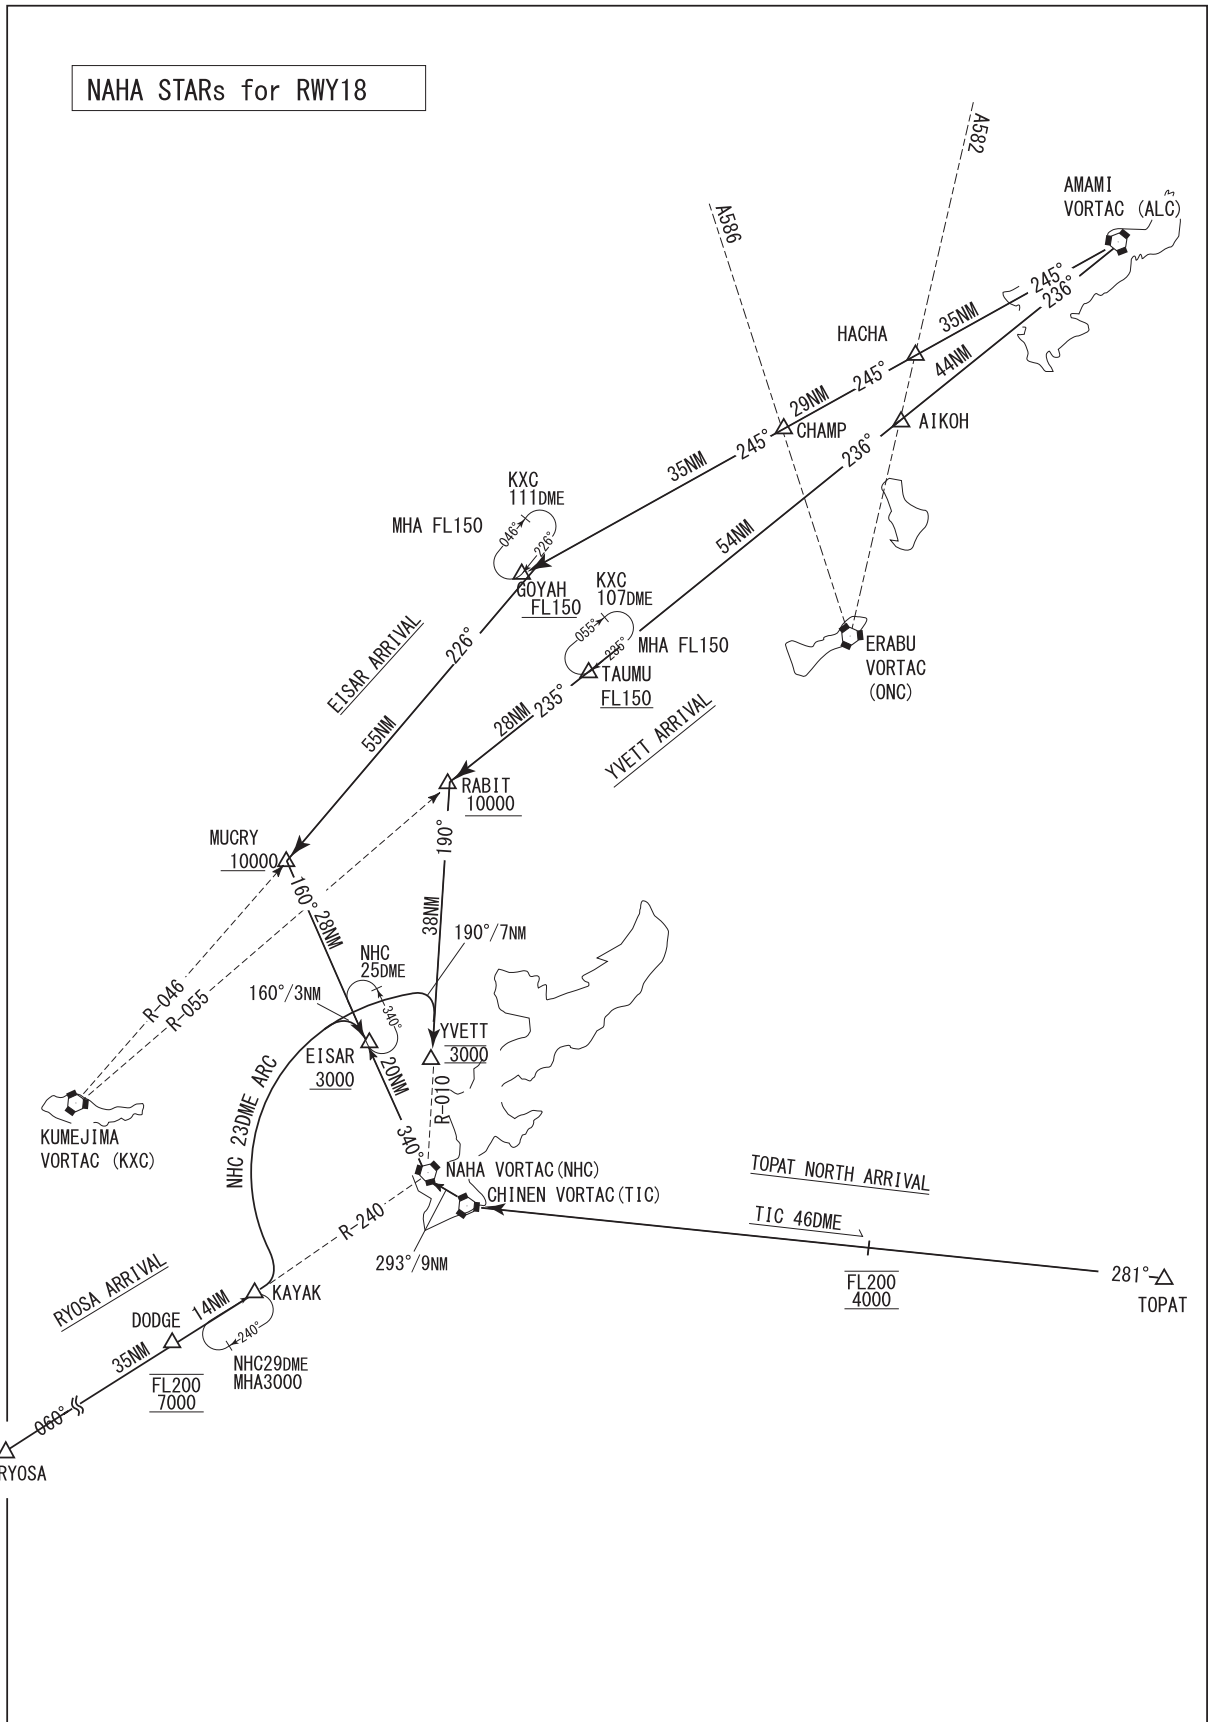 NAHA STARs for RWY18
A582
AMAMI
VORTAC (ALC)
A586
245°
236°
35NM
HACHA
44NM
245°
29NM
CHAMP
AIKOH
245°
236°
35NM
KXC
111DME
MHA FL150
046°
226°
54NM
GOYAH
FL150
KXC
107DME
055°
235°
MHA FL150
ERABU
VORTAC
(ONC)
EISAR ARRIVAL
226°
TAUMU
FL150
235°
28NM
YVETT ARRIVAL
55NM
RABIT
10000
MUCRY
10000
190°
160°
28NM
38NM
190°/7NM
NHC
25DME
R-046
R-055
160°/3NM
340°
YVETT
3000
EISAR
3000
20NM
NHC 23DME ARC
R-010
KUMEJIMA
VORTAC (KXC)
340°
NAHA VORTAC(NHC)
TOPAT NORTH ARRIVAL
CHINEN VORTAC(TIC)
TIC 46DME
R-240
293°/9NM
281°
TOPAT
FL200
4000
RYOSA ARRIVAL
KAYAK
14NM
DODGE
240°
35NM
NHC29DME
MHA3000
FL200
7000
060°
RYOSA